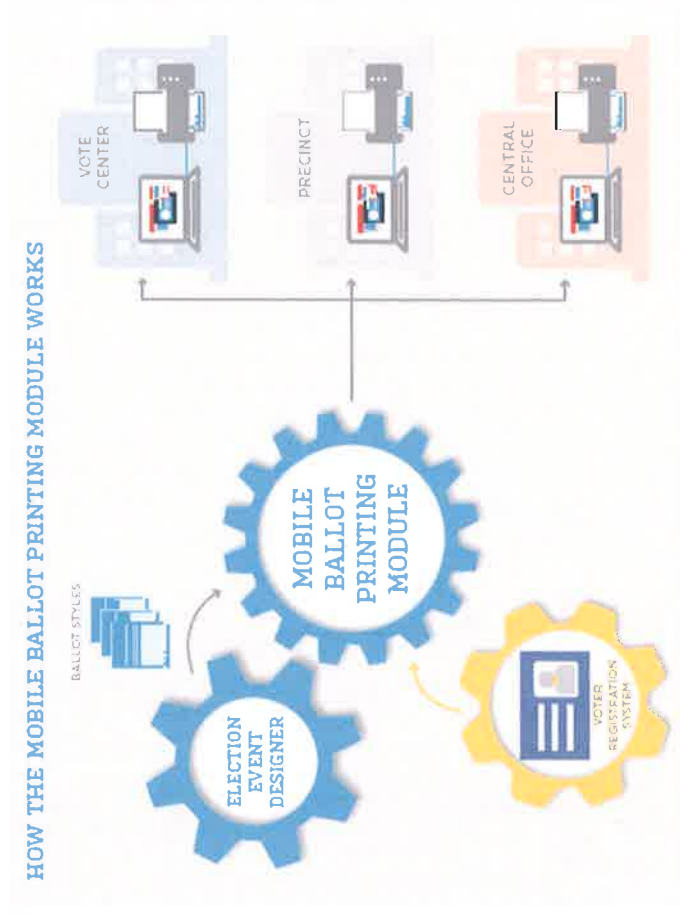 HOW THE MOBILE BALLOT PRINTING MODULE WORKS
BALLOT STYLES
ELECTION
EVENT
DESIGNER
MOBILE
BALLOT
PRINTING
MODULE
VOTER
REGISTRATION
SYSTEM
VOTE
CENTER
PRECINCT
CENTRAL
OFFICE